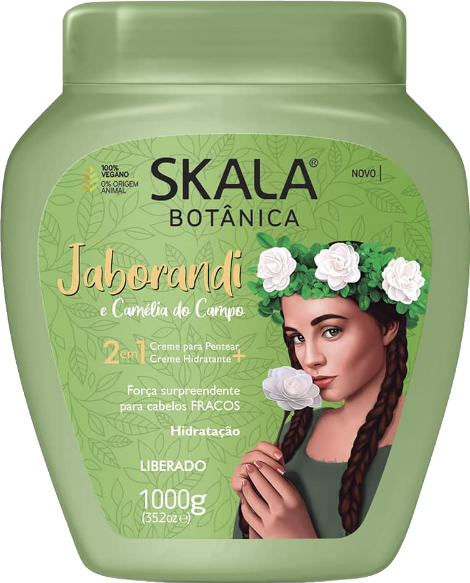 100%
VEGANO
0% ORIGEM
ANIMAL
SKALA®
BOTÂNICA
NOVO
Jaborandi
e Camélia do Campo
2 em 1 Creme para Pentear
Creme Hidratante +
Força surpreendente
para cabelos FRACOS
Hidratação
LIBERADO
1000g
(35.2oz ℮)